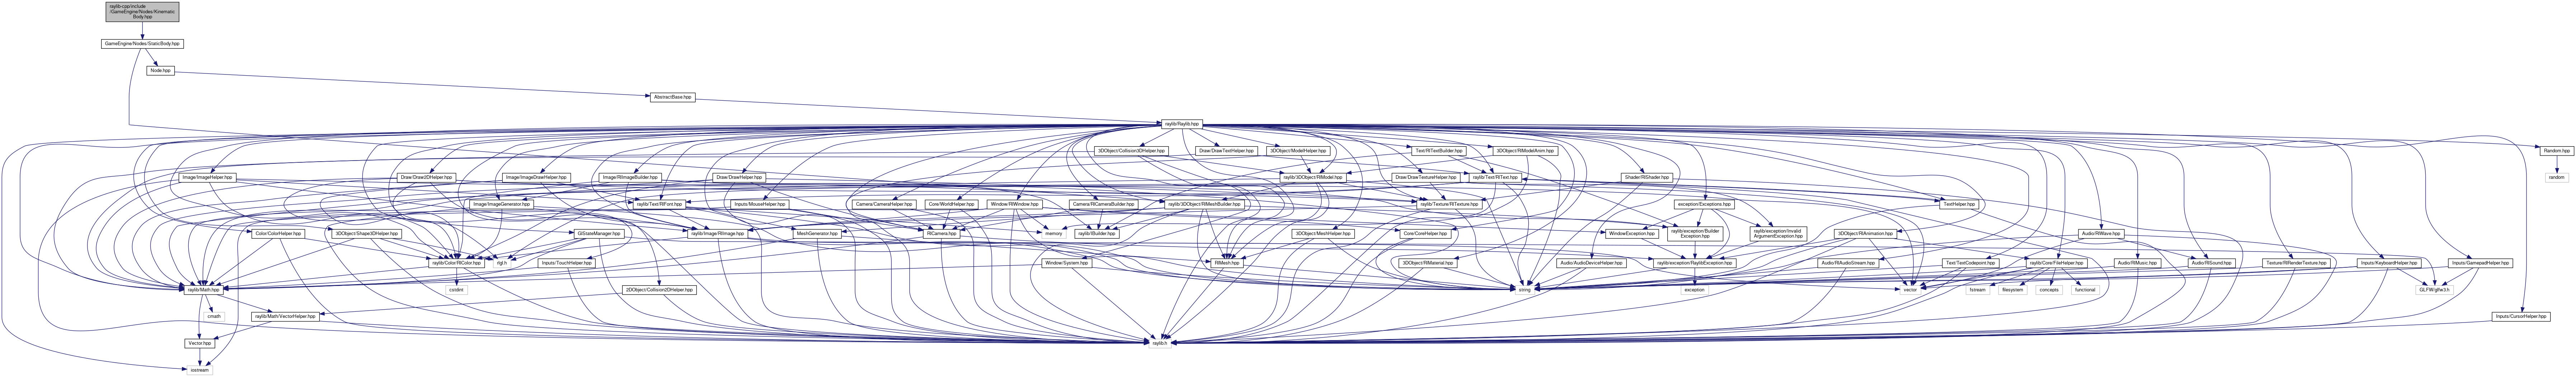 raylib-cpp/include
/GameEngine/Nodes/Kinematic
Body.hpp
GameEngine/Nodes/StaticBody.hpp
Node.hpp
AbstractBase.hpp
raylib/Raylib.hpp
3DObject/Collision3DHelper.hpp
Draw/DrawTextHelper.hpp
3DObject/ModelHelper.hpp
Text/RlTextBuilder.hpp
3DObject/RlModelAnim.hpp
Random.hpp
Image/ImageHelper.hpp
Draw/Draw2DHelper.hpp
Image/ImageDrawHelper.hpp
Image/RlImageBuilder.hpp
Draw/DrawHelper.hpp
raylib/3DObject/RlModel.hpp
Draw/DrawTextureHelper.hpp
raylib/Text/RlText.hpp
Shader/RlShader.hpp
random
Image/ImageGenerator.hpp
raylib/Text/RlFont.hpp
Inputs/MouseHelper.hpp
Camera/CameraHelper.hpp
Core/WorldHelper.hpp
Window/RlWindow.hpp
Camera/RlCameraBuilder.hpp
raylib/3DObject/RlMeshBuilder.hpp
raylib/Texture/RlTexture.hpp
exception/Exceptions.hpp
TextHelper.hpp
Color/ColorHelper.hpp
3DObject/Shape3DHelper.hpp
GlStateManager.hpp
raylib/Image/RlImage.hpp
MeshGenerator.hpp
RlCamera.hpp
memory
raylib/IBuilder.hpp
3DObject/MeshHelper.hpp
Core/CoreHelper.hpp
WindowException.hpp
raylib/exception/Builder
Exception.hpp
raylib/exception/Invalid
ArgumentException.hpp
3DObject/RlAnimation.hpp
Audio/RlWave.hpp
raylib/Color/RlColor.hpp
rlgl.h
Inputs/TouchHelper.hpp
Window/System.hpp
RlMesh.hpp
3DObject/RlMaterial.hpp
Audio/AudioDeviceHelper.hpp
raylib/exception/RaylibException.hpp
Audio/RlAudioStream.hpp
Text/TextCodepoint.hpp
raylib/Core/FileHelper.hpp
Audio/RlMusic.hpp
Audio/RlSound.hpp
Texture/RlRenderTexture.hpp
Inputs/KeyboardHelper.hpp
Inputs/GamepadHelper.hpp
raylib/Math.hpp
cstdint
2DObject/Collision2DHelper.hpp
string
exception
vector
fstream
filesystem
concepts
functional
GLFW/glfw3.h
cmath
raylib/Math/VectorHelper.hpp
Inputs/CursorHelper.hpp
Vector.hpp
raylib.h
iostream